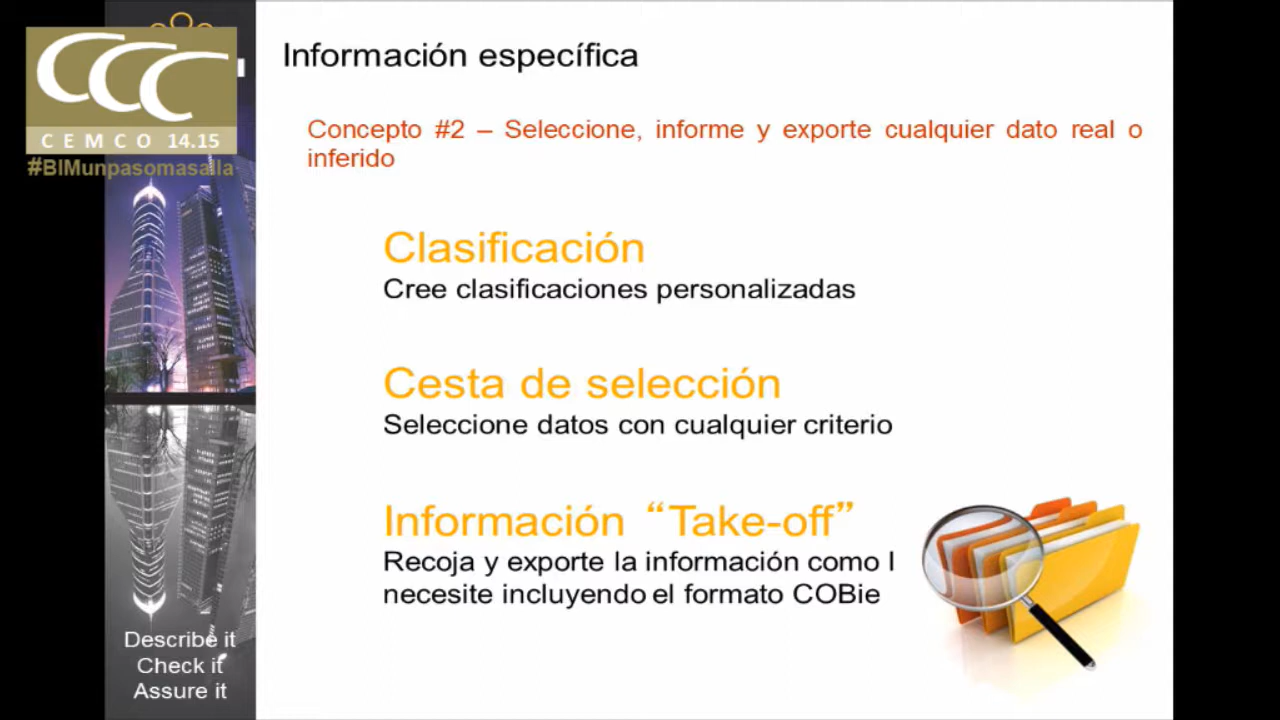 CCC
CEMCO 14.15
#BIMunpasomasalla
Información específica
Concepto #2 – Seleccione, informe y exporte cualquier dato real o
inferido
Clasificación
Cree clasificaciones personalizadas
Cesta de selección
Seleccione datos con cualquier criterio
Información “Take-off”
Recoja y exporte la información como l
necesite incluyendo el formato COBie
Describe it
Check it
Assure it